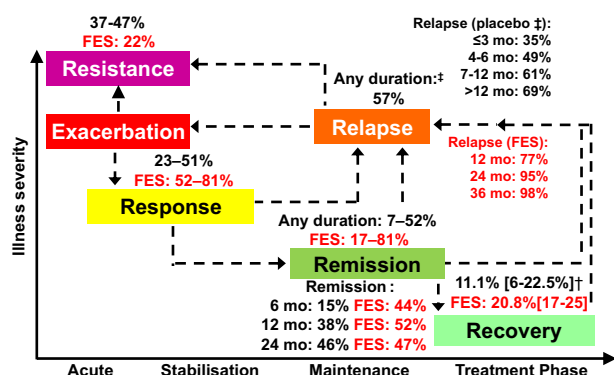 37-47%
FES: 22%
Resistance
Relapse (placebo ‡):
≤3 mo: 35%
4-6 mo: 49%
7-12 mo: 61%
>12 mo: 69%
Any duration:‡
57%
Exacerbation
Relapse
Relapse (FES):
12 mo: 77%
24 mo: 95%
36 mo: 98%
23–51%
FES: 52–81%
Response
Any duration: 7–52%
FES: 17–81%
Remission
11.1% [6-22.5%]†
FES: 20.8%[17-25]
Recovery
Remission :
6 mo: 15% FES: 44%
12 mo: 38% FES: 52%
24 mo: 46% FES: 47%
Illness severity
Acute Stabilisation Maintenance Treatment Phase